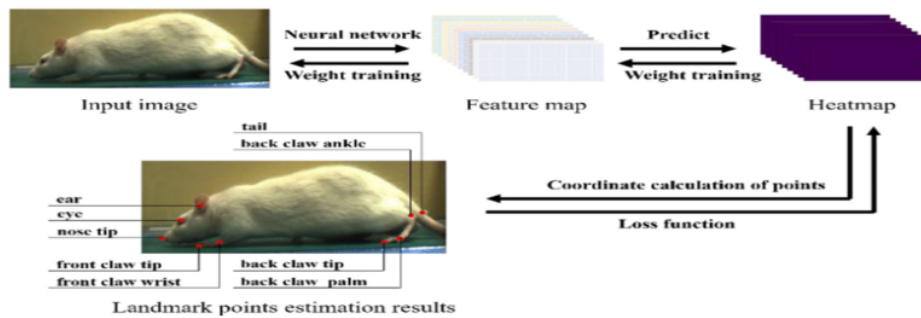 Neural network
Predict
Weight training
Weight training
Input image
Feature map
Heatmap
tail
back claw ankle
Coordinate calculation of points
ear
eye
Loss function
nose tip
front claw tip
back claw tip
front claw wrist
back claw palm
Landmark points estimation results